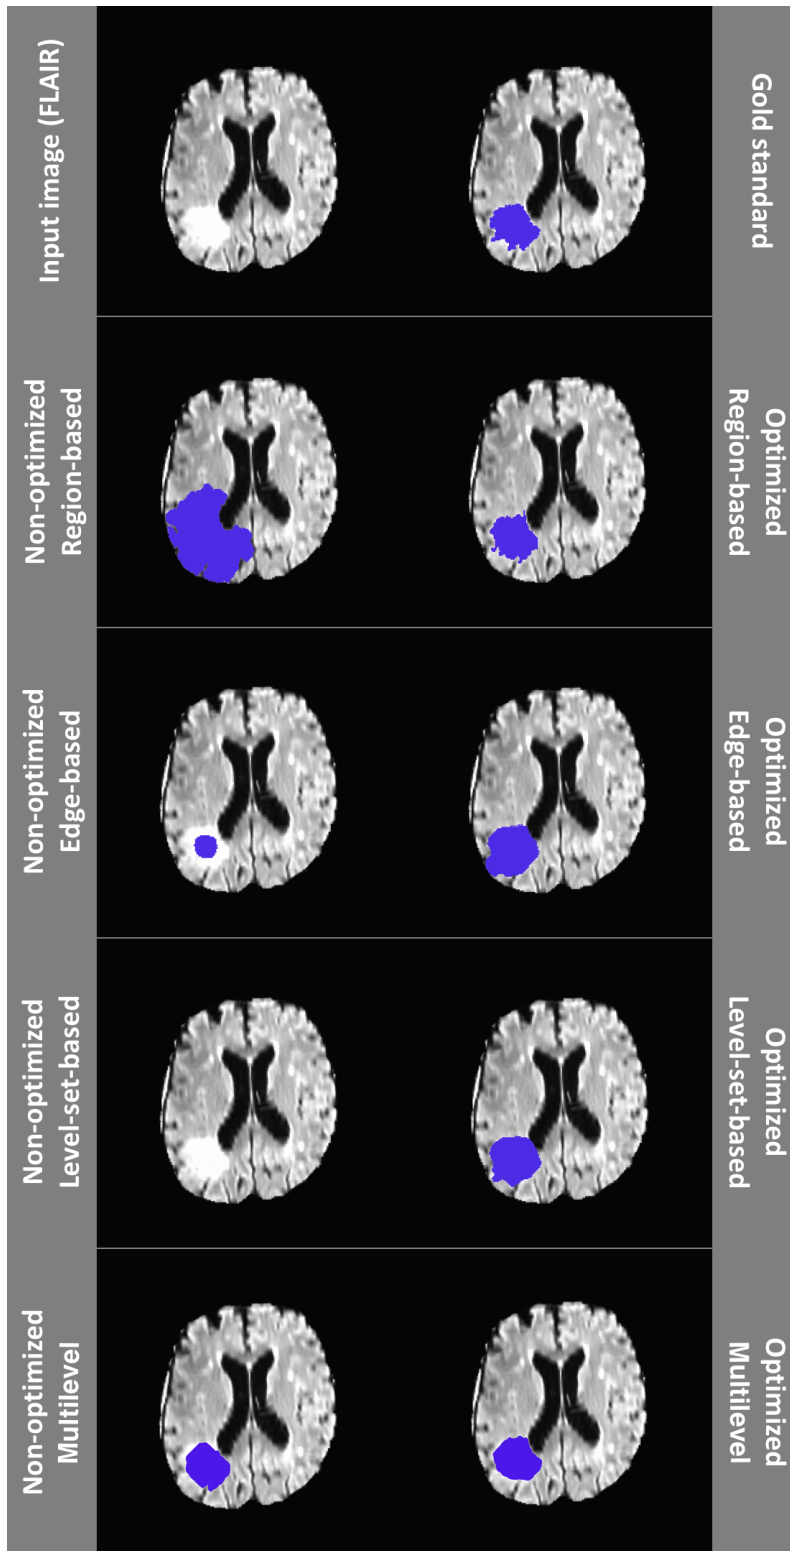 Input image (FLAIR)
Gold standard
Non-optimized
Region-based
Optimized
Region-based
Non-optimized
Edge-based
Optimized
Edge-based
Non-optimized
Level-set-based
Optimized
Level-set-based
Non-optimized
Multilevel
Optimized
Multilevel